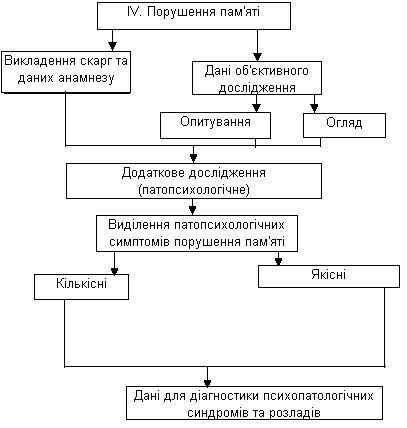 IV. Порушення пам'яті
Викладення скарг та
даних анамнезу
Дані об'єктивного
дослідження
Опитування
Огляд
Додаткове дослідження
(патопсихологічне)
Виділення патопсихологічних
симптомів порушення пам'яті
Кількісні
Якісні
Дані для діагностики психопатологічних
синдромів та розладів